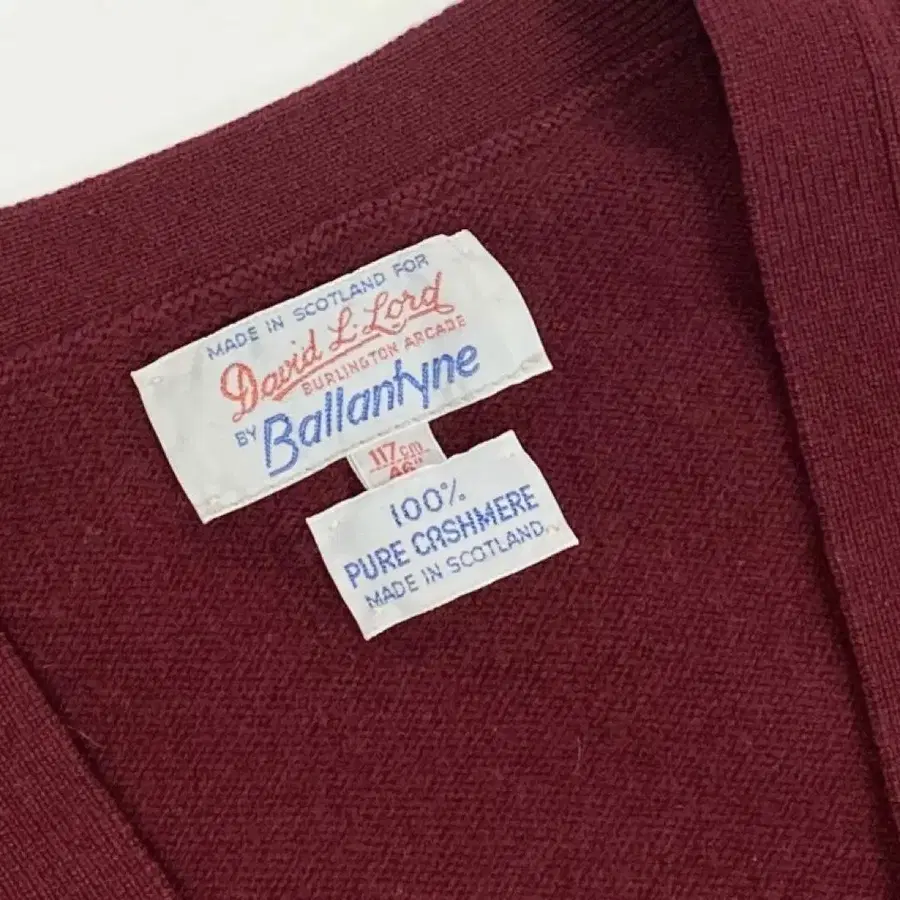 MADE IN SCOTLAND FOR
David L. Lord
BURLINGTON ARCADE
BY Ballantyne
117cm
46"
100%
PURE CASHMERE
MADE IN SCOTLAND